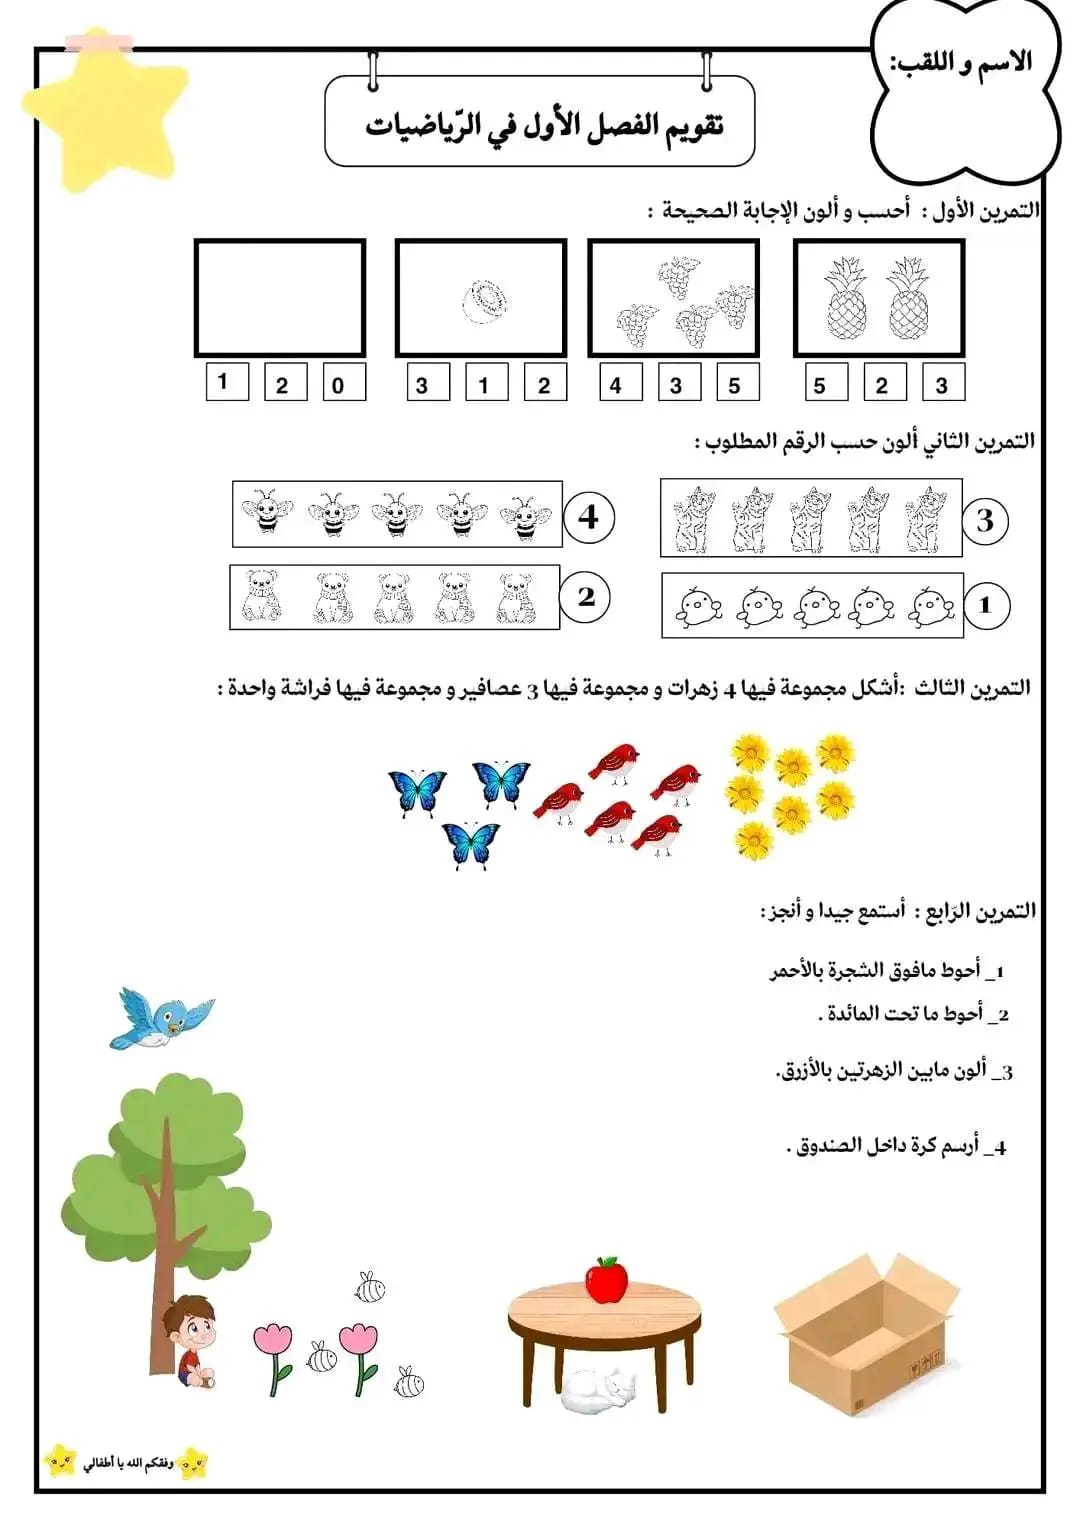 الاسم و اللقب:
تقويم الفصل الأول في الرّياضيات
التمرين الأول : أحسب و ألون الإجابة الصحيحة :
5 2 3
4 3 5
3 1 2
1 2 0
التمرين الثاني ألون حسب الرقم المطلوب :
3
4
1
2
التمرين الثالث :أشكل مجموعة فيها 4 زهرات و مجموعة فيها 3 عصافير و مجموعة فيها فراشة واحدة :
التمرين الرّابع : أستمع جيدا و أنجز:
1_ أحوط مافوق الشجرة بالأحمر
2_ أحوط ما تحت المائدة .
3_ ألون مابين الزهرتين بالأزرق.
4_ أرسم كرة داخل الصندوق .
وفقكم الله يا أطفالي